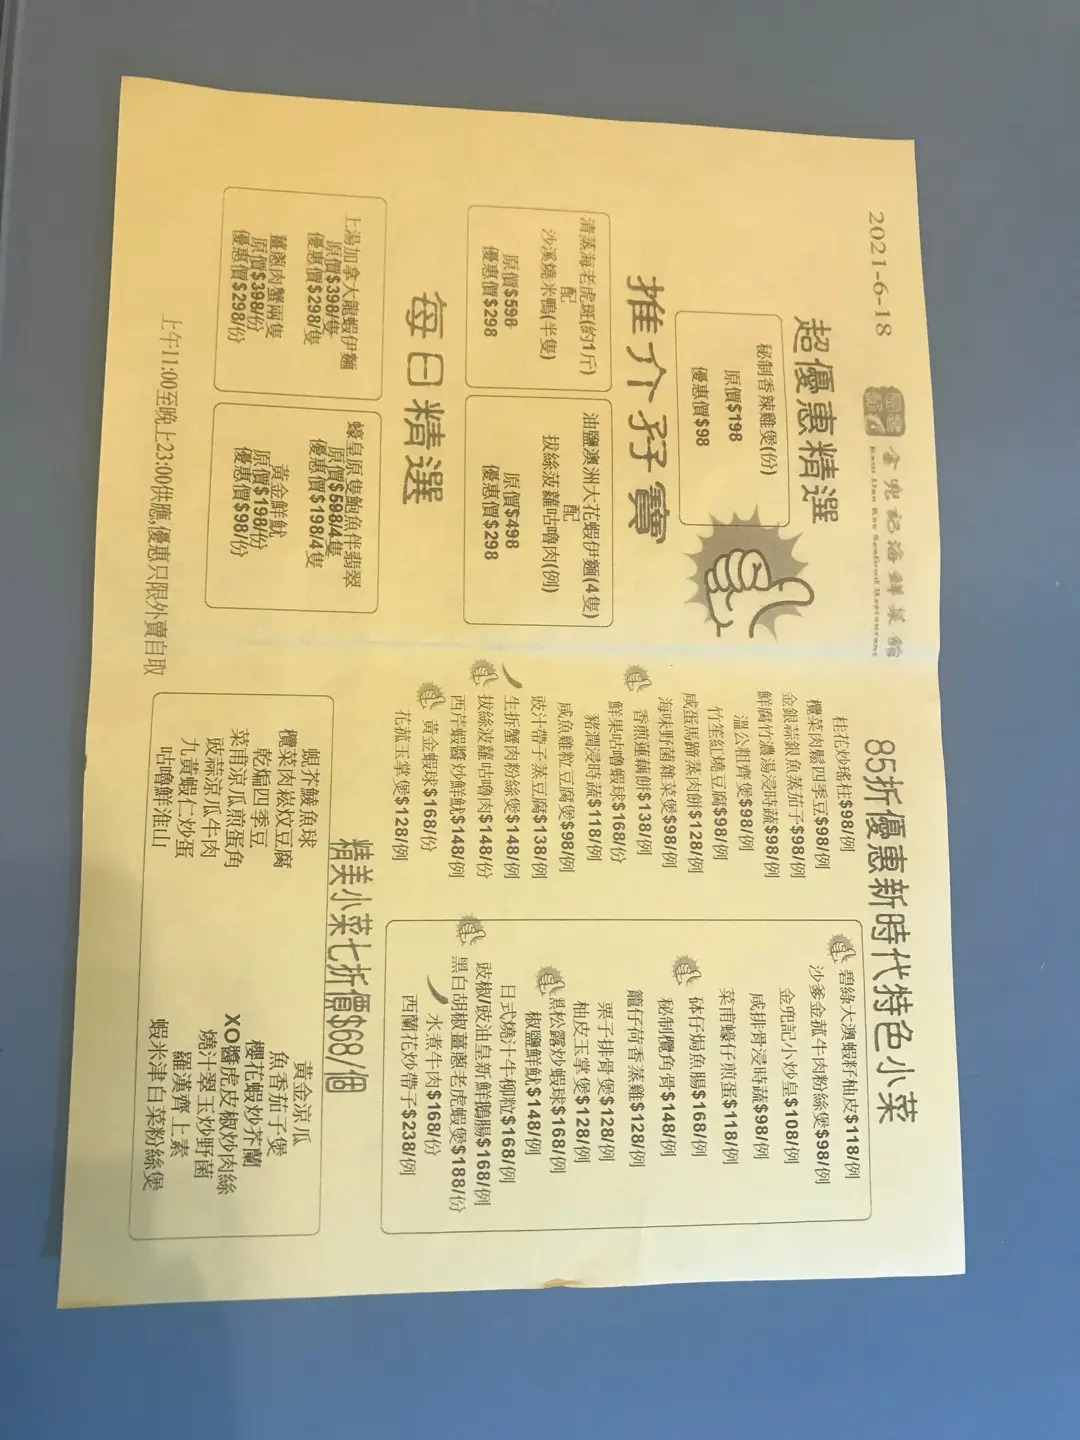 2021-6-18
金兜記海鮮菜館
Kam Dau Kee Seafood Restaurant
超優惠精選
秘制香辣雞煲(份)
原價$198
優惠價$98
推介孖寶
清蒸海老虎斑(約1斤)
配
沙溪燒米鴨(半隻)
原價$598
優惠價$298
油鹽澳洲大花蝦伊麵(4隻)
配
拔絲菠蘿咕嚕肉(例)
原價$498
優惠價$298
每日精選
上湯加拿大龍蝦伊麵
原價$398/隻
優惠價$298/隻
薑蔥肉蟹兩隻
原價$398/份
優惠價$298/份
蠔皇原隻鮑魚伴翡翠
原價$598/4隻
優惠價$198/4隻
黃金鮮魷
原價$198/份
優惠價$98/份
上午11:00至晚上23:00供應,優惠只限外賣自取
85折優惠新時代特色小菜
桂花炒瑤柱$98/例
欖菜肉鬆四季豆$98/例
金銀蒜銀魚蒸茄子$98/例
鮮腐竹濃湯浸時蔬$98/例
溫公粗齊煲$98/例
竹笙紅燒豆腐$98/例
咸蛋馬蹄蒸肉餅$128/例
海味野菌雜菜煲$98/例
香煎蓮藕餅$138/例
鮮果咕嚕蝦球$168/份
豬潤浸時蔬$118/例
咸魚雞粒豆腐煲$98/例
豉汁帶子蒸豆腐$138/例
生拆蟹肉粉絲煲$148/例
拔絲波蘿咕嚕肉$148/份
西芹蝦醬炒鮮魷$148/例
黃金蝦球$168/份
花菰玉掌煲$128/例
碧綠大澳蝦籽柚皮$118/例
沙爹金菰牛肉粉絲煲$98/例
金兜記小炒皇$108/例
咸排骨浸時蔬$98/例
菜甫蠔仔煎蛋$118/例
砵仔焗魚腸$168/例
秘制欖角骨$148/例
籠仔荷香蒸雞$128/例
栗子排骨煲$128/例
柚皮玉掌煲$128/例
黑松露炒蝦球$168/例
椒鹽鮮魷$148/例
日式燒汁牛柳粒$168/例
豉椒/豉油皇新鮮鵝腸$168/例
黑白胡椒薑蔥老虎蝦煲$188/份
水煮牛肉$168/份
西蘭花炒帶子$238/例
精美小菜七折價$68/個
蜆芥鯪魚球
欖菜肉崧炆豆腐
乾煸四季豆
菜甫涼瓜煎蛋角
豉蒜涼瓜牛肉
九黃蝦仁炒蛋
咕嚕鮮淮山
黃金涼瓜
魚香茄子煲
櫻花蝦炒芥蘭
XO醬虎皮椒炒肉絲
燒汁翠玉炒野菌
羅漢齊上素
蝦米津白菜粉絲煲